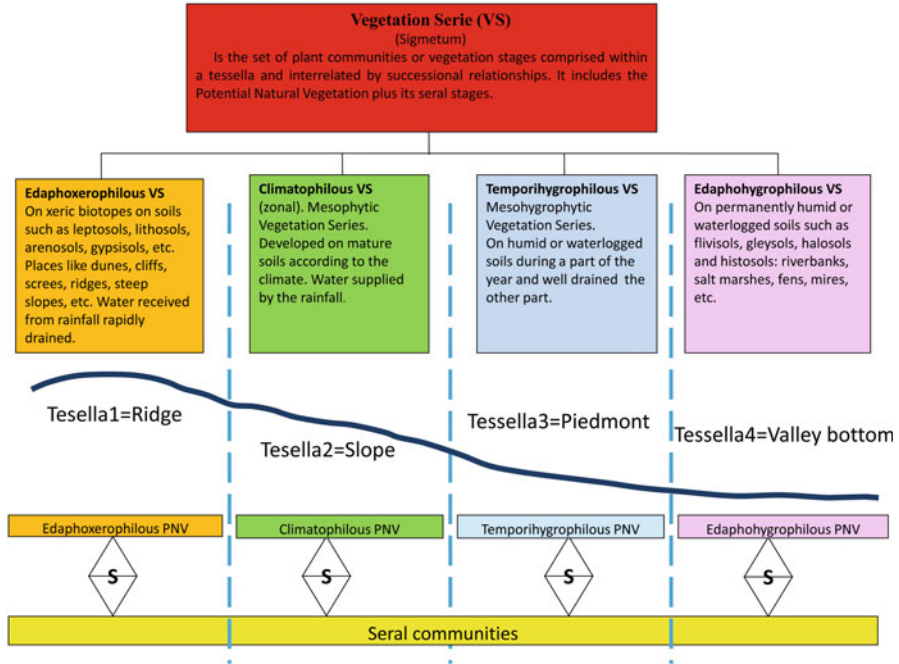 Vegetation Serie (VS)
(Sigmetum)
Is the set of plant communities or vegetation stages comprised within
a tessella and interrelated by successional relationships. It includes the
Potential Natural Vegetation plus its seral stages.
Edaphoxerophilous VS
On xeric biotopes on soils
such as leptosols, lithosols,
arenosols, gypsisols, etc.
Places like dunes, cliffs,
screes, ridges, steep
slopes, etc. Water received
from rainfall rapidly
drained.
Climatophilous VS
(zonal). Mesophytic
Vegetation Series.
Developed on mature
soils according to the
climate. Water supplied
by the rainfall.
Temporihygrophilous VS
Mesohygrophytic
Vegetation Series.
On humid or waterlogged
soils during a part of the
year and well drained the
other part.
Edaphohygrophilous VS
On permanently humid or
waterlogged soils such as
flivisols, gleysols, halosols
and histosols: riverbanks,
salt marshes, fens, mires,
etc.
Tesella1=Ridge
Tesella2=Slope
Tessella3=Piedmont
Tessella4=Valley bottom
Edaphoxerophilous PNV
Climatophilous PNV
Temporihygrophilous PNV
Edaphohygrophilous PNV
S
S
S
S
Seral communities